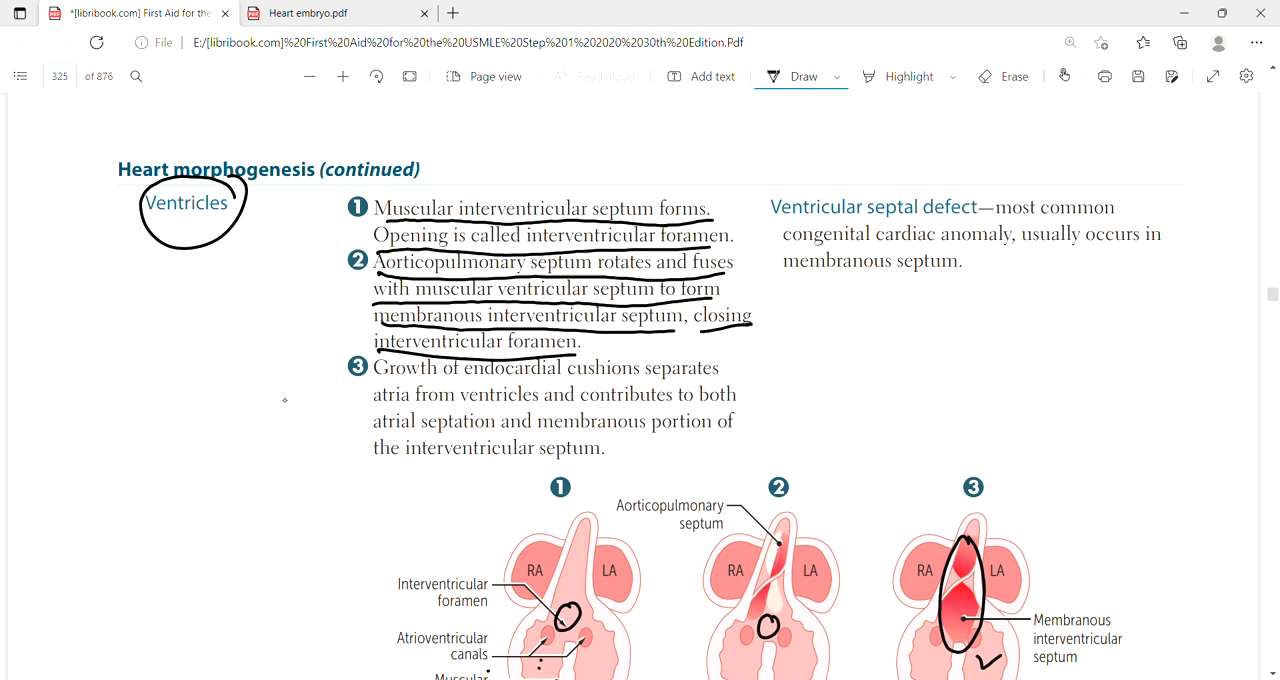 *[libribook.com] First Aid for the
Heart embryo.pdf
File
E:/[libribook.com]%20First%20Aid%20for%20the%20USMLE%20Step%201%202020%2030th%20Edition.Pdf
325 of 876
Page view
Read aloud
Add text
Draw
Highlight
Erase
Heart morphogenesis (continued)
Ventricles
1 Muscular interventricular septum forms.
Opening is called interventricular foramen.
2 Aorticopulmonary septum rotates and fuses
with muscular ventricular septum to form
membranous interventricular septum, closing
interventricular foramen.
3 Growth of endocardial cushions separates
atria from ventricles and contributes to both
atrial septation and membranous portion of
the interventricular septum.
Ventricular septal defect—most common
congenital cardiac anomaly, usually occurs in
membranous septum.
1
2
3
Aorticopulmonary
septum
RA
LA
RA
LA
RA
LA
Interventricular
foramen
Atrioventricular
canals
Muscular
Membranous
interventricular
septum